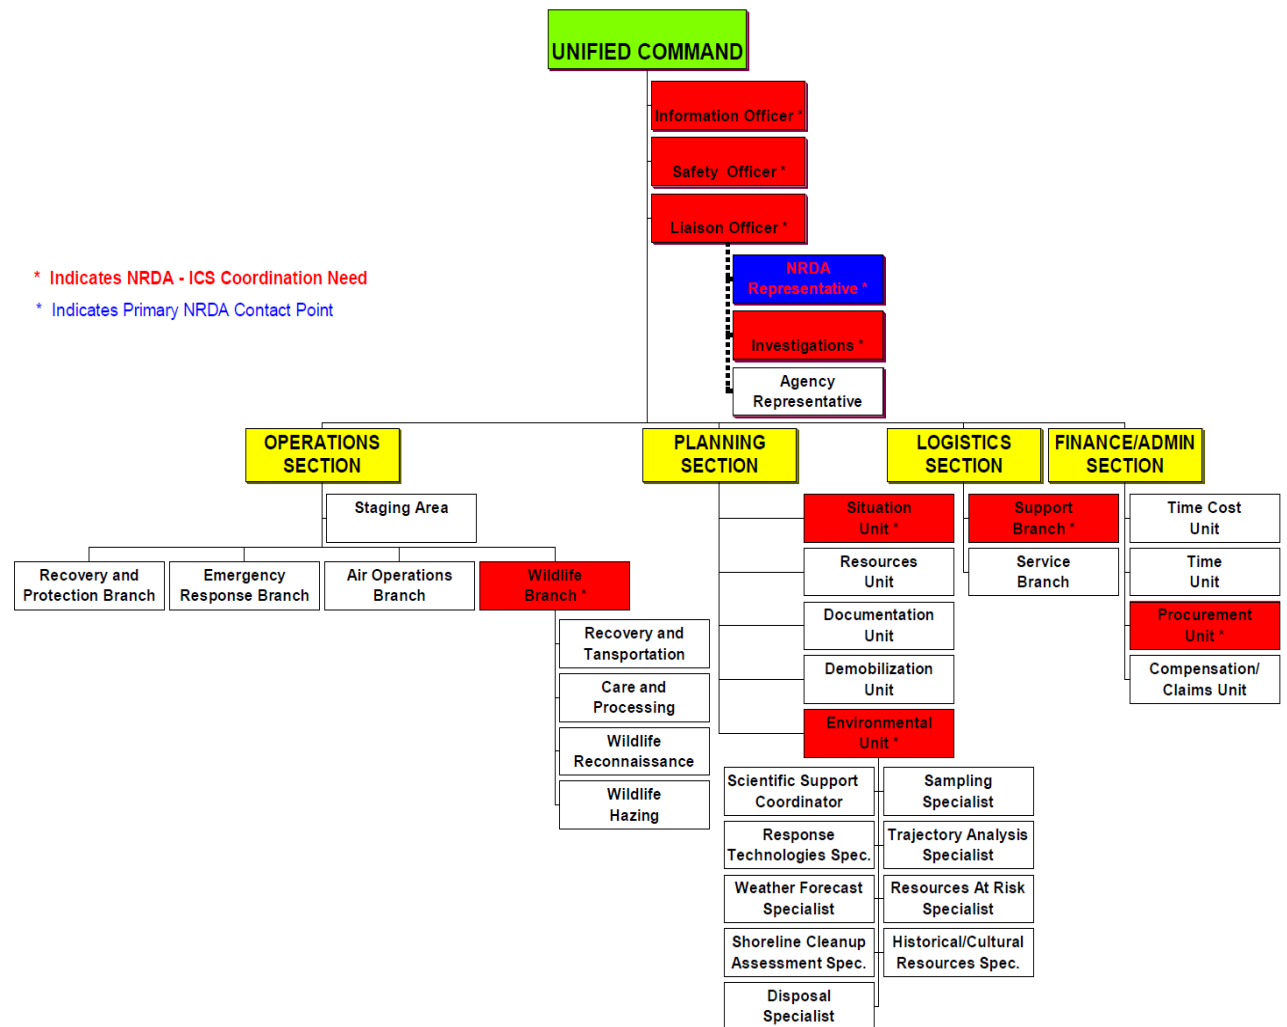 UNIFIED COMMAND
Information Officer *
Safety Officer *
Liaison Officer *
* Indicates NRDA - ICS Coordination Need
* Indicates Primary NRDA Contact Point
NRDA
Representative *
Investigations *
Agency
Representative
OPERATIONS
SECTION
PLANNING
SECTION
LOGISTICS
SECTION
FINANCE/ADMIN
SECTION
Staging Area
Recovery and
Protection Branch
Emergency
Response Branch
Air Operations
Branch
Wildlife
Branch *
Recovery and
Tansportation
Care and
Processing
Wildlife
Reconnaissance
Wildlife
Hazing
Situation
Unit *
Resources
Unit
Documentation
Unit
Demobilization
Unit
Environmental
Unit *
Scientific Support
Coordinator
Sampling
Specialist
Response
Technologies Spec.
Trajectory Analysis
Specialist
Weather Forecast
Specialist
Resources At Risk
Specialist
Shoreline Cleanup
Assessment Spec.
Historical/Cultural
Resources Spec.
Disposal
Specialist
Support
Branch *
Service
Branch
Time Cost
Unit
Time
Unit
Procurement
Unit *
Compensation/
Claims Unit